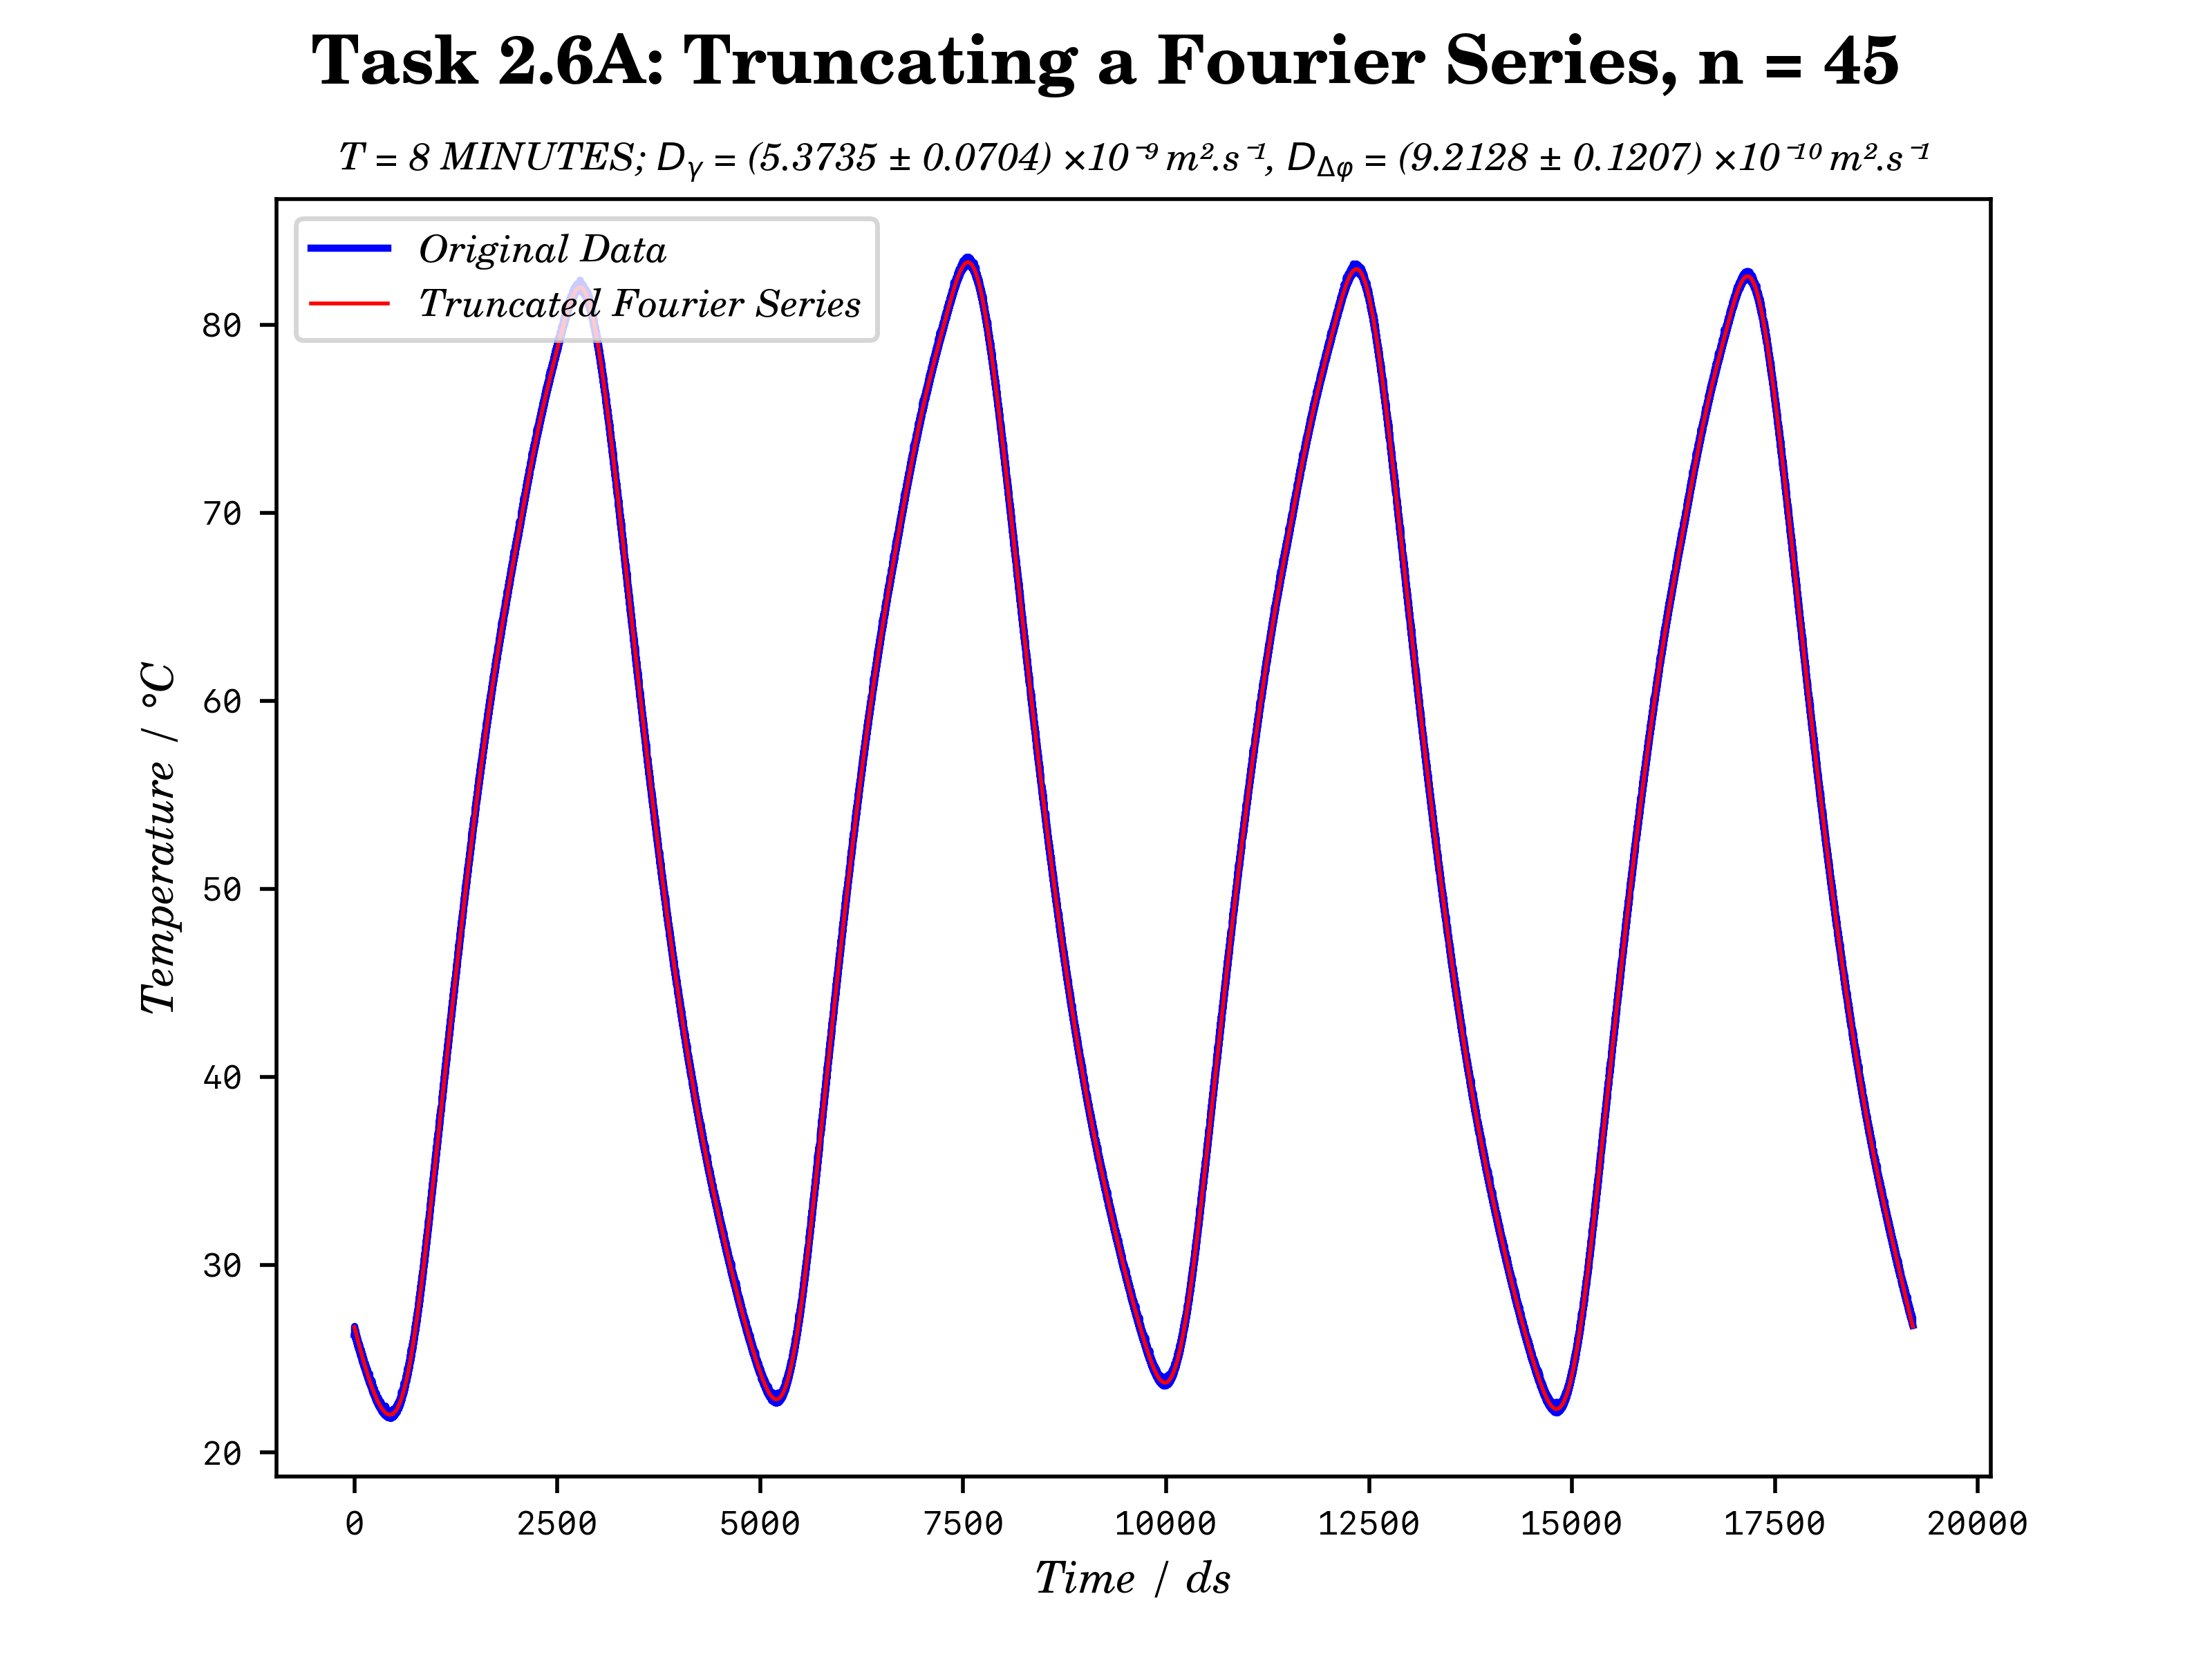 Task 2.6A: Truncating a Fourier Series, n = 45
T = 8 MINUTES; Dᵧ = (5.3735 ± 0.0704) ×10⁻⁹ m².s⁻¹, D_Δφ = (9.2128 ± 0.1207) ×10⁻¹⁰ m².s⁻¹
Original Data
Truncated Fourier Series
80
70
60
50
40
30
20
Temperature / °C
0 2500 5000 7500 10000 12500 15000 17500 20000
Time / ds